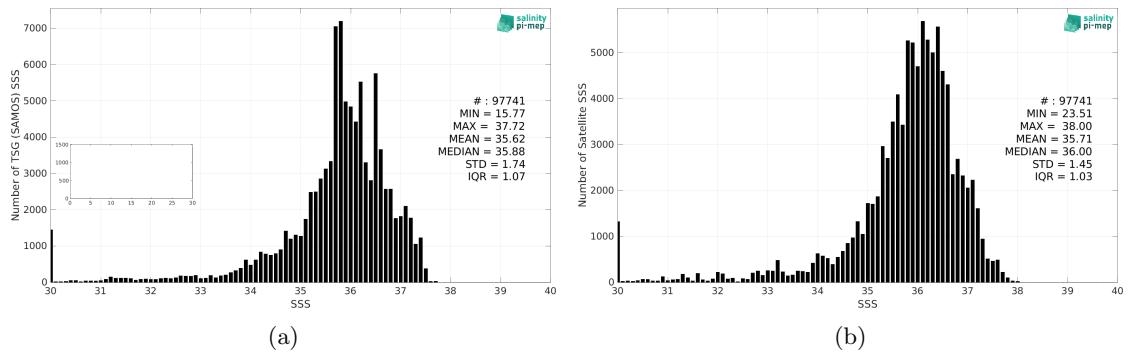 salinity
pi-mep
Number of TSG (SAMOS) SSS
7000
6000
5000
4000
3000
2000
1000
0
# : 97741
MIN = 15.77
MAX = 37.72
MEAN = 35.62
MEDIAN = 35.88
STD = 1.74
IQR = 1.07
1500
1000
500
0
0 5 10 15 20 25 30
30 31 32 33 34 35 36 37 38 39 40
SSS
(a)
salinity
pi-mep
Number of Satellite SSS
5000
4000
3000
2000
1000
0
# : 97741
MIN = 23.51
MAX = 38.00
MEAN = 35.71
MEDIAN = 36.00
STD = 1.45
IQR = 1.03
30 31 32 33 34 35 36 37 38 39 40
SSS
(b)